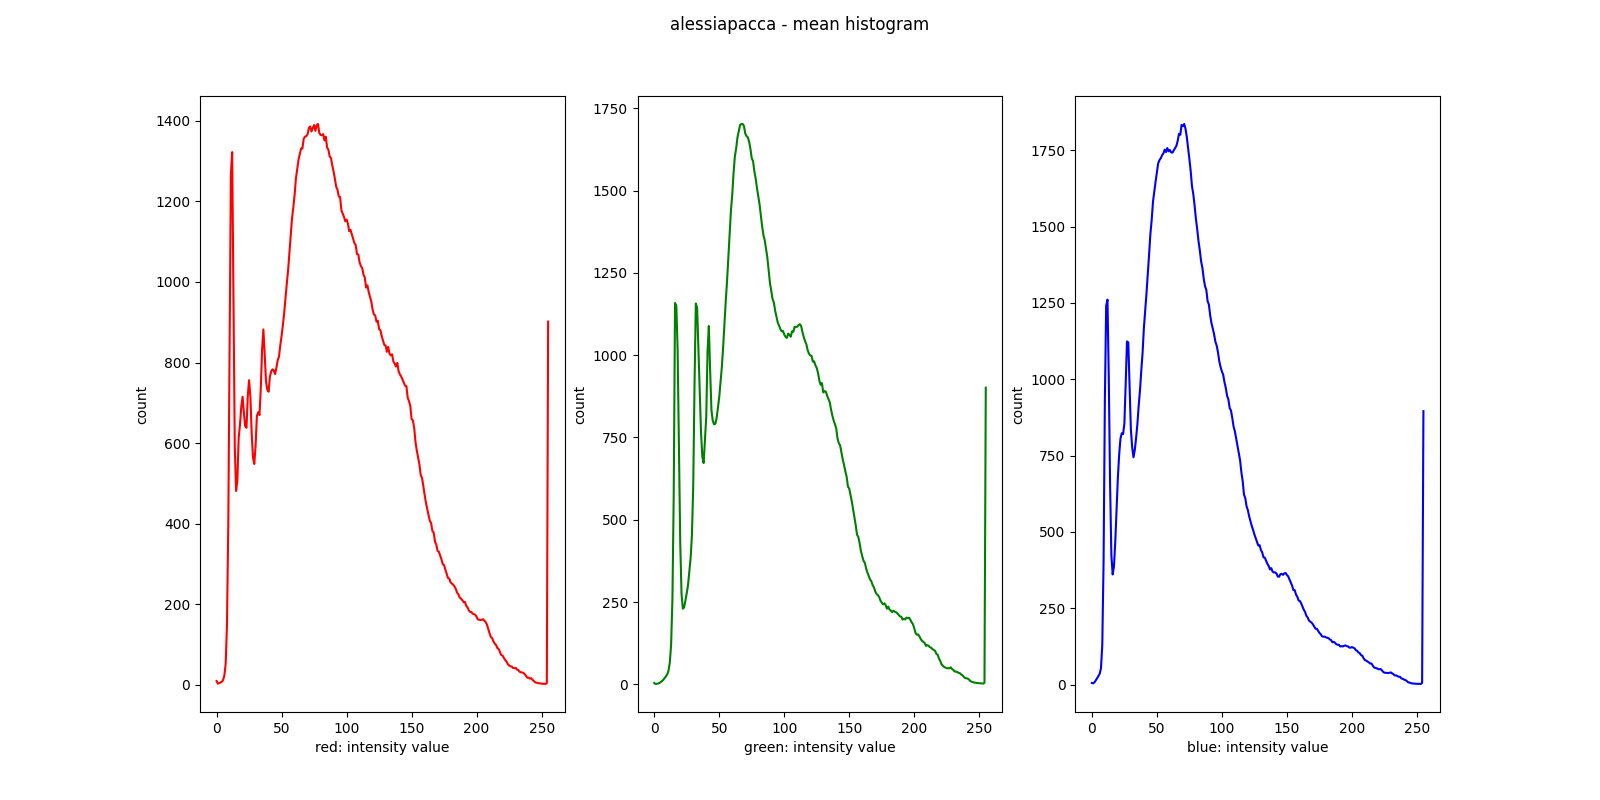 alessiapacca - mean histogram
1400
1200
1000
800
600
400
200
0
count
0 50 100 150 200 250
red: intensity value
1750
1500
1250
1000
750
500
250
0
count
0 50 100 150 200 250
green: intensity value
1750
1500
1250
1000
750
500
250
0
count
0 50 100 150 200 250
blue: intensity value